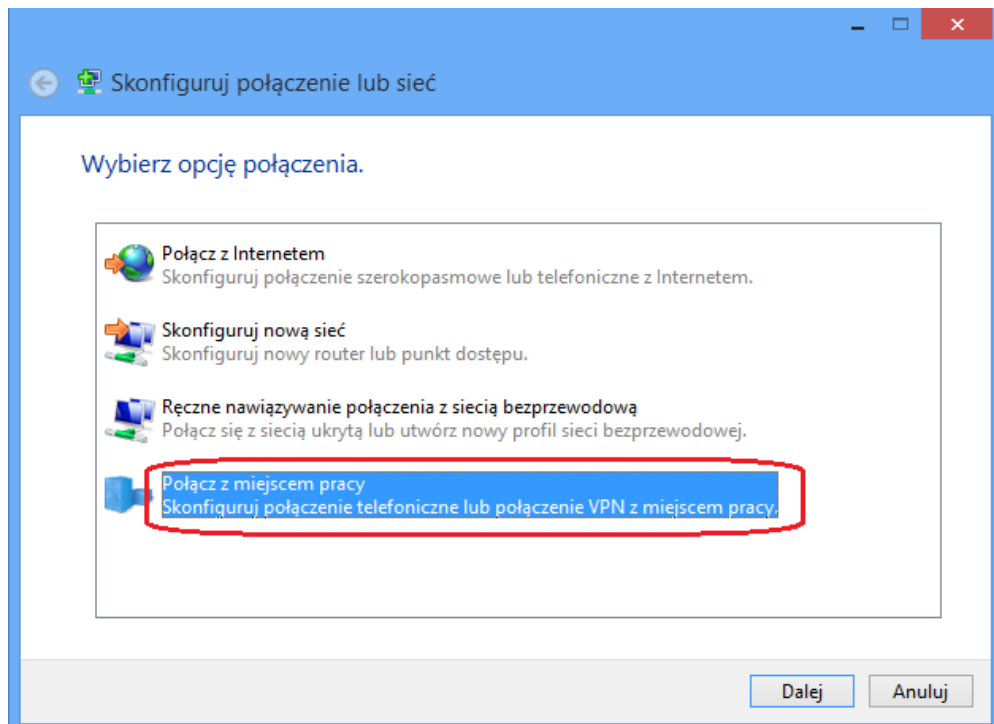 Skonfiguruj połączenie lub sieć
Wybierz opcję połączenia.
Połącz z Internetem
Skonfiguruj połączenie szerokopasmowe lub telefoniczne z Internetem.
Skonfiguruj nową sieć
Skonfiguruj nowy router lub punkt dostępu.
Ręczne nawiązywanie połączenia z siecią bezprzewodową
Połącz się z siecią ukrytą lub utwórz nowy profil sieci bezprzewodowej.
Połącz z miejscem pracy
Skonfiguruj połączenie telefoniczne lub połączenie VPN z miejscem pracy.
Dalej Anuluj